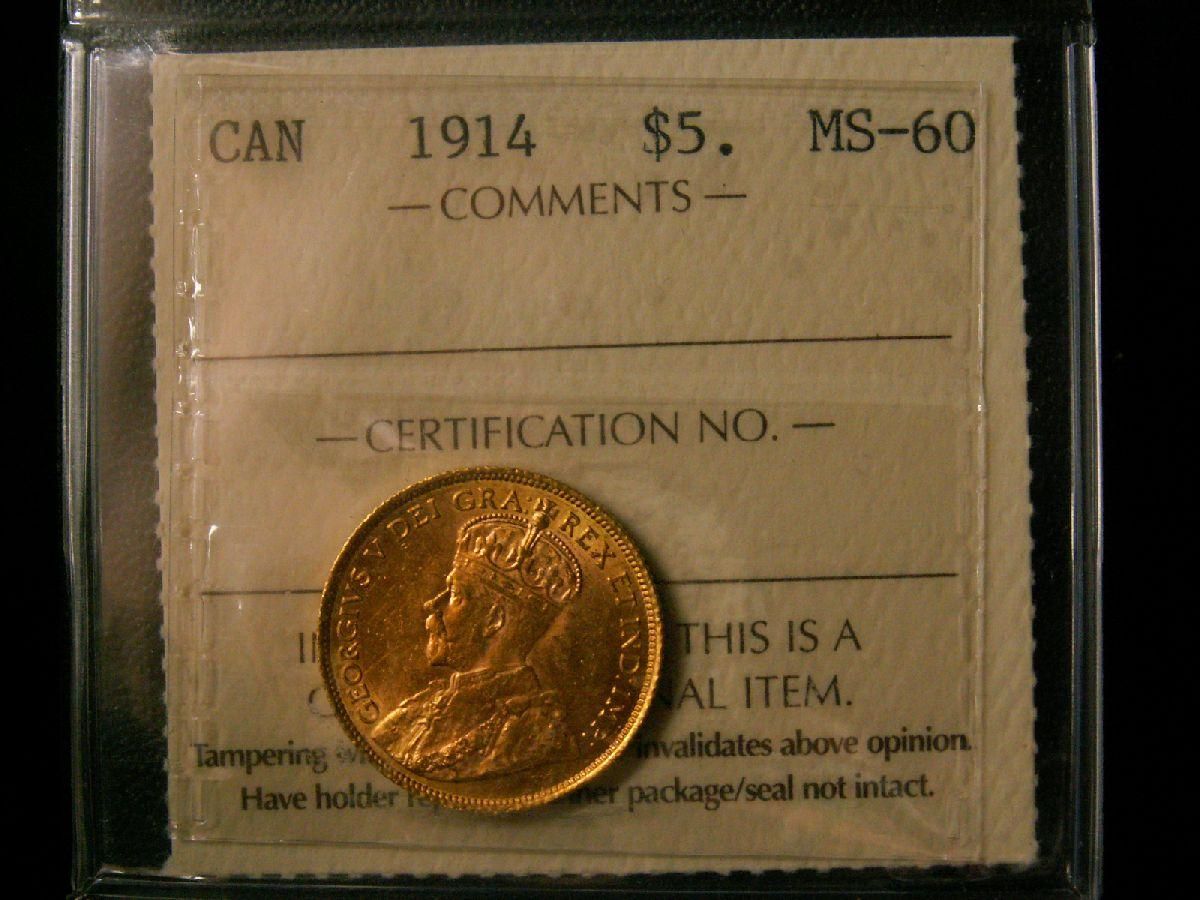 CAN 1914 $5. MS-60
— COMMENTS —
— CERTIFICATION NO. —
GEORGIVS V DEI GRA: REX ET IND: IMP:
THIS IS A
ITEM.
Tampering invalidates above opinion.
Have holder package/seal not intact.